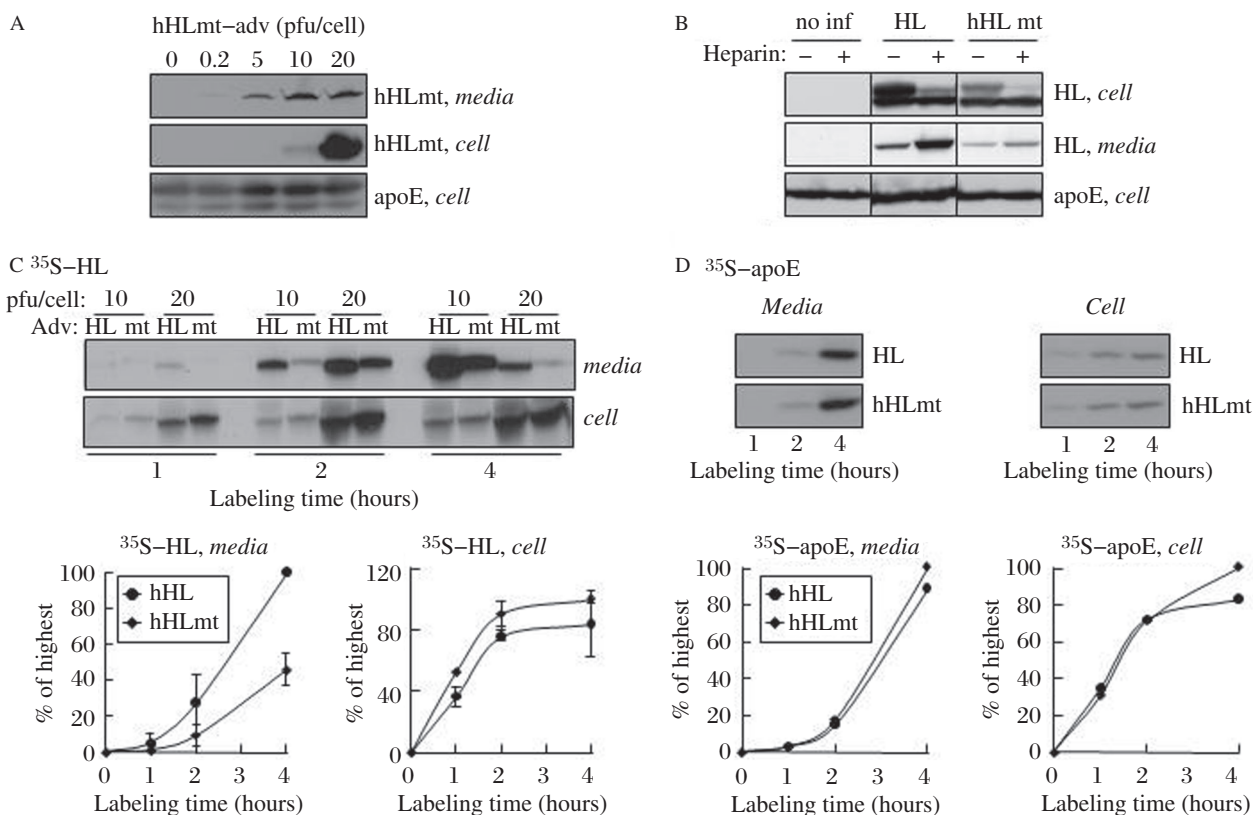 A
hHLmt–adv (pfu/cell)
0 0.2 5 10 20
hHLmt, media
hHLmt, cell
apoE, cell
B
no inf HL hHL mt
Heparin: – + – + – +
HL, cell
HL, media
apoE, cell
C ³⁵S–HL
pfu/cell: 10 20 10 20 10 20
Adv: HL mt HL mt HL mt HL mt HL mt HL mt
media
cell
1 2 4
Labeling time (hours)
³⁵S–HL, media
% of highest
100
80
60
40
20
0
hHL
hHLmt
0 1 2 3 4
Labeling time (hours)
³⁵S–HL, cell
% of highest
120
80
40
0
0 1 2 3 4
Labeling time (hours)
D ³⁵S–apoE
Media
HL
hHLmt
1 2 4
Labeling time (hours)
Cell
HL
hHLmt
1 2 4
Labeling time (hours)
³⁵S–apoE, media
% of highest
100
80
60
40
20
0
hHL
hHLmt
0 1 2 3 4
Labeling time (hours)
³⁵S–apoE, cell
% of highest
100
80
60
40
20
0
0 1 2 3 4
Labeling time (hours)